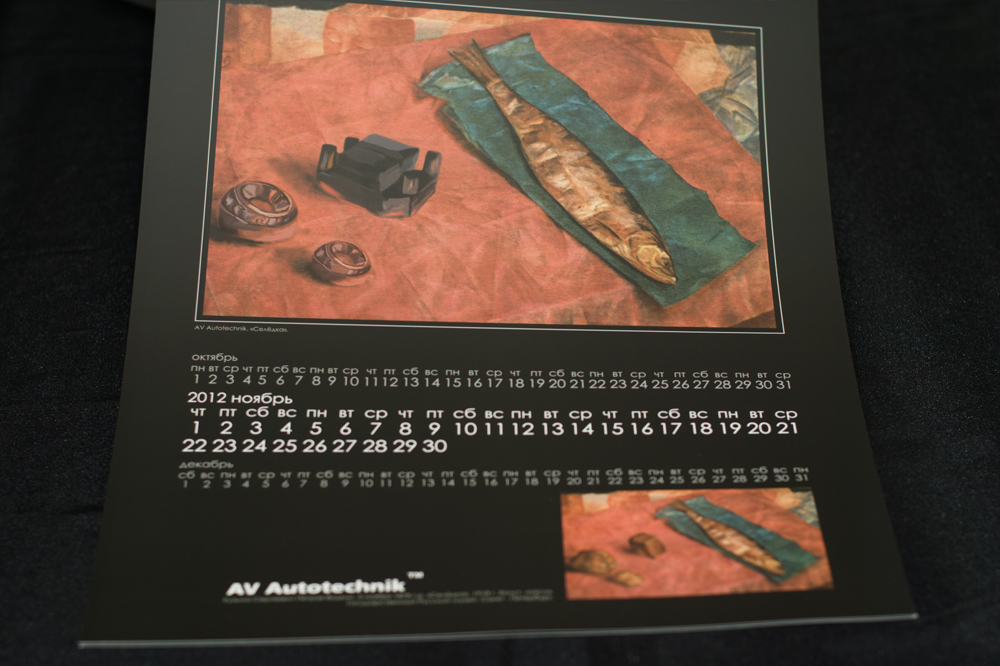 AV Autotechnik. «Селёдка».
октябрь
пн вт ср чт пт сб вс пн вт ср чт пт сб вс пн вт ср чт пт сб вс пн вт ср чт пт сб вс пн вт ср
1 2 3 4 5 6 7 8 9 10 11 12 13 14 15 16 17 18 19 20 21 22 23 24 25 26 27 28 29 30 31
2012 ноябрь
чт пт сб вс пн вт ср чт пт сб вс пн вт ср чт пт сб вс пн вт ср
1 2 3 4 5 6 7 8 9 10 11 12 13 14 15 16 17 18 19 20 21
22 23 24 25 26 27 28 29 30
декабрь
сб вс пн вт ср чт пт сб вс пн вт ср чт пт сб вс пн вт ср чт пт сб вс пн вт ср чт пт сб вс пн
1 2 3 4 5 6 7 8 9 10 11 12 13 14 15 16 17 18 19 20 21 22 23 24 25 26 27 28 29 30 31
AV Autotechnik™